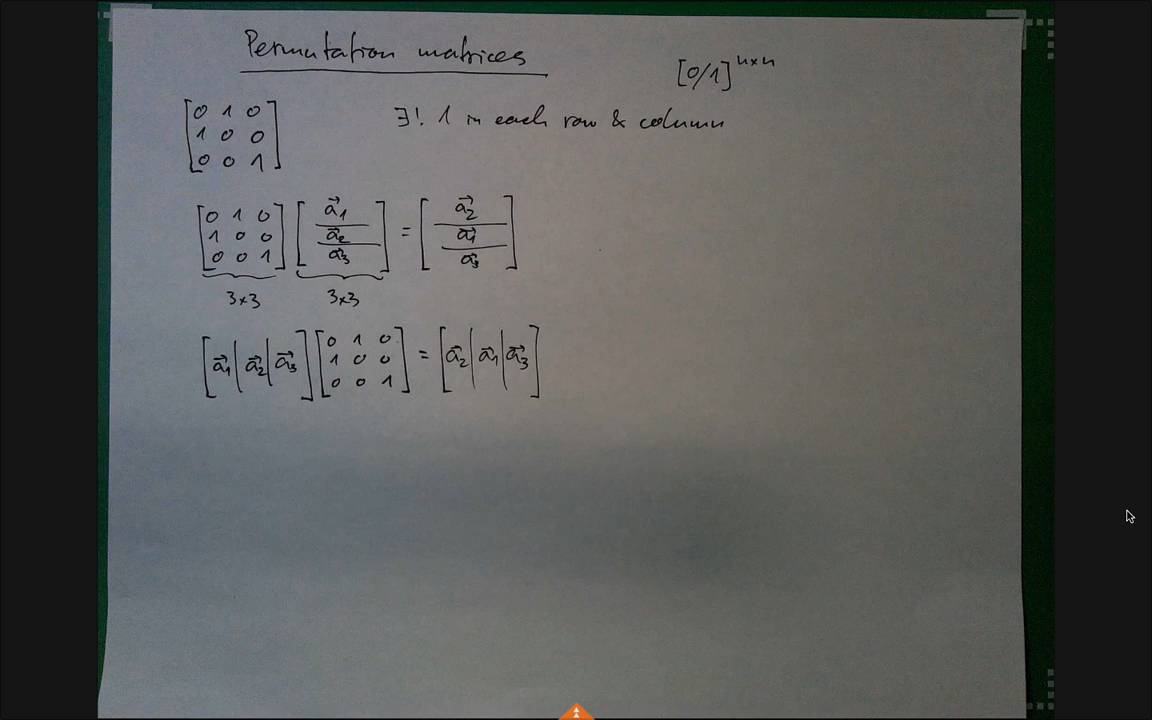 Permutation matrices
[0/1]^{n×n}
[0 1 0
1 0 0
0 0 1]
∃! 1 in each row & column
[0 1 0
1 0 0
0 0 1] [a⃗1 / a⃗2 / a⃗3] = [a⃗2 / a⃗1 / a⃗3]
3×3 3×3
[a⃗1 | a⃗2 | a⃗3] [0 1 0
1 0 0
0 0 1] = [a⃗2 | a⃗1 | a⃗3]